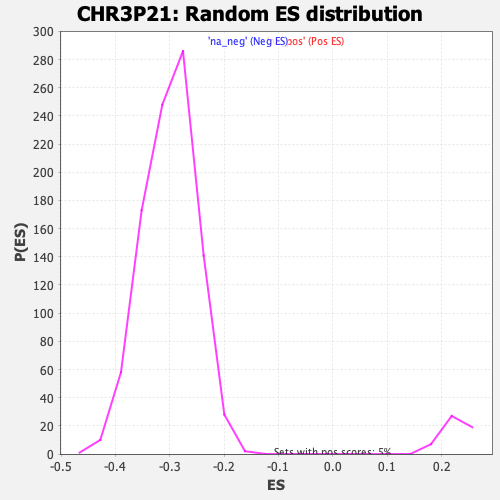 CHR3P21: Random ES distribution
'na_neg' (Neg ES)
pos' (Pos ES)
300
280
260
240
220
200
180
160
140
120
100
80
60
40
20
0
P(ES)
Sets with pos scores: 5%
-0.5 -0.4 -0.3 -0.2 -0.1 0.0 0.1 0.2
ES